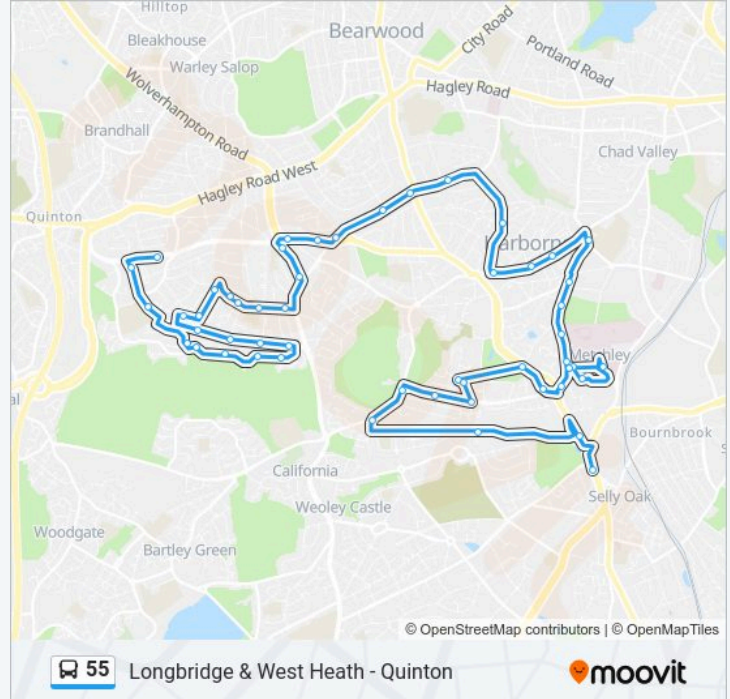 Hilltop
Bleakhouse
Bearwood
City Road
Portland Road
Warley Salop
Wolverhampton Road
Hagley Road
Brandhall
Chad Valley
Hagley Road West
Quinton
Harborne
Metchley
Bournbrook
California
Selly Oak
Weoley Castle
Woodgate
Bartley Green
© OpenStreetMap contributors | © OpenMapTiles
55 Longbridge & West Heath - Quinton
moovit